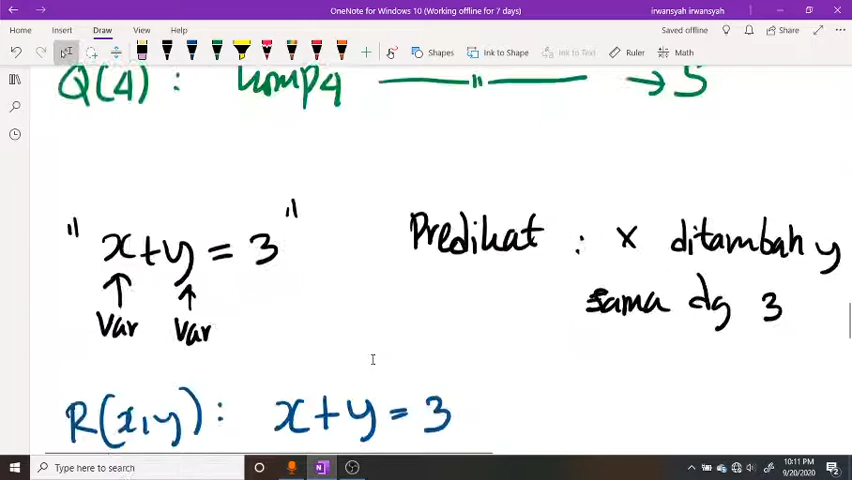 OneNote for Windows 10 (Working offline for 7 days)
irwansyah irwansyah
Home Insert Draw View Help Saved offline Share
Shapes Ink to Shape Ink to Text Ruler Math
Q(4) : komp4 —— " —— → 5
" x+y = 3 " Predikat : x ditambah y
sama dg 3
Var Var
R(x,y) : x+y = 3
Type here to search
10:11 PM
9/20/2020
2